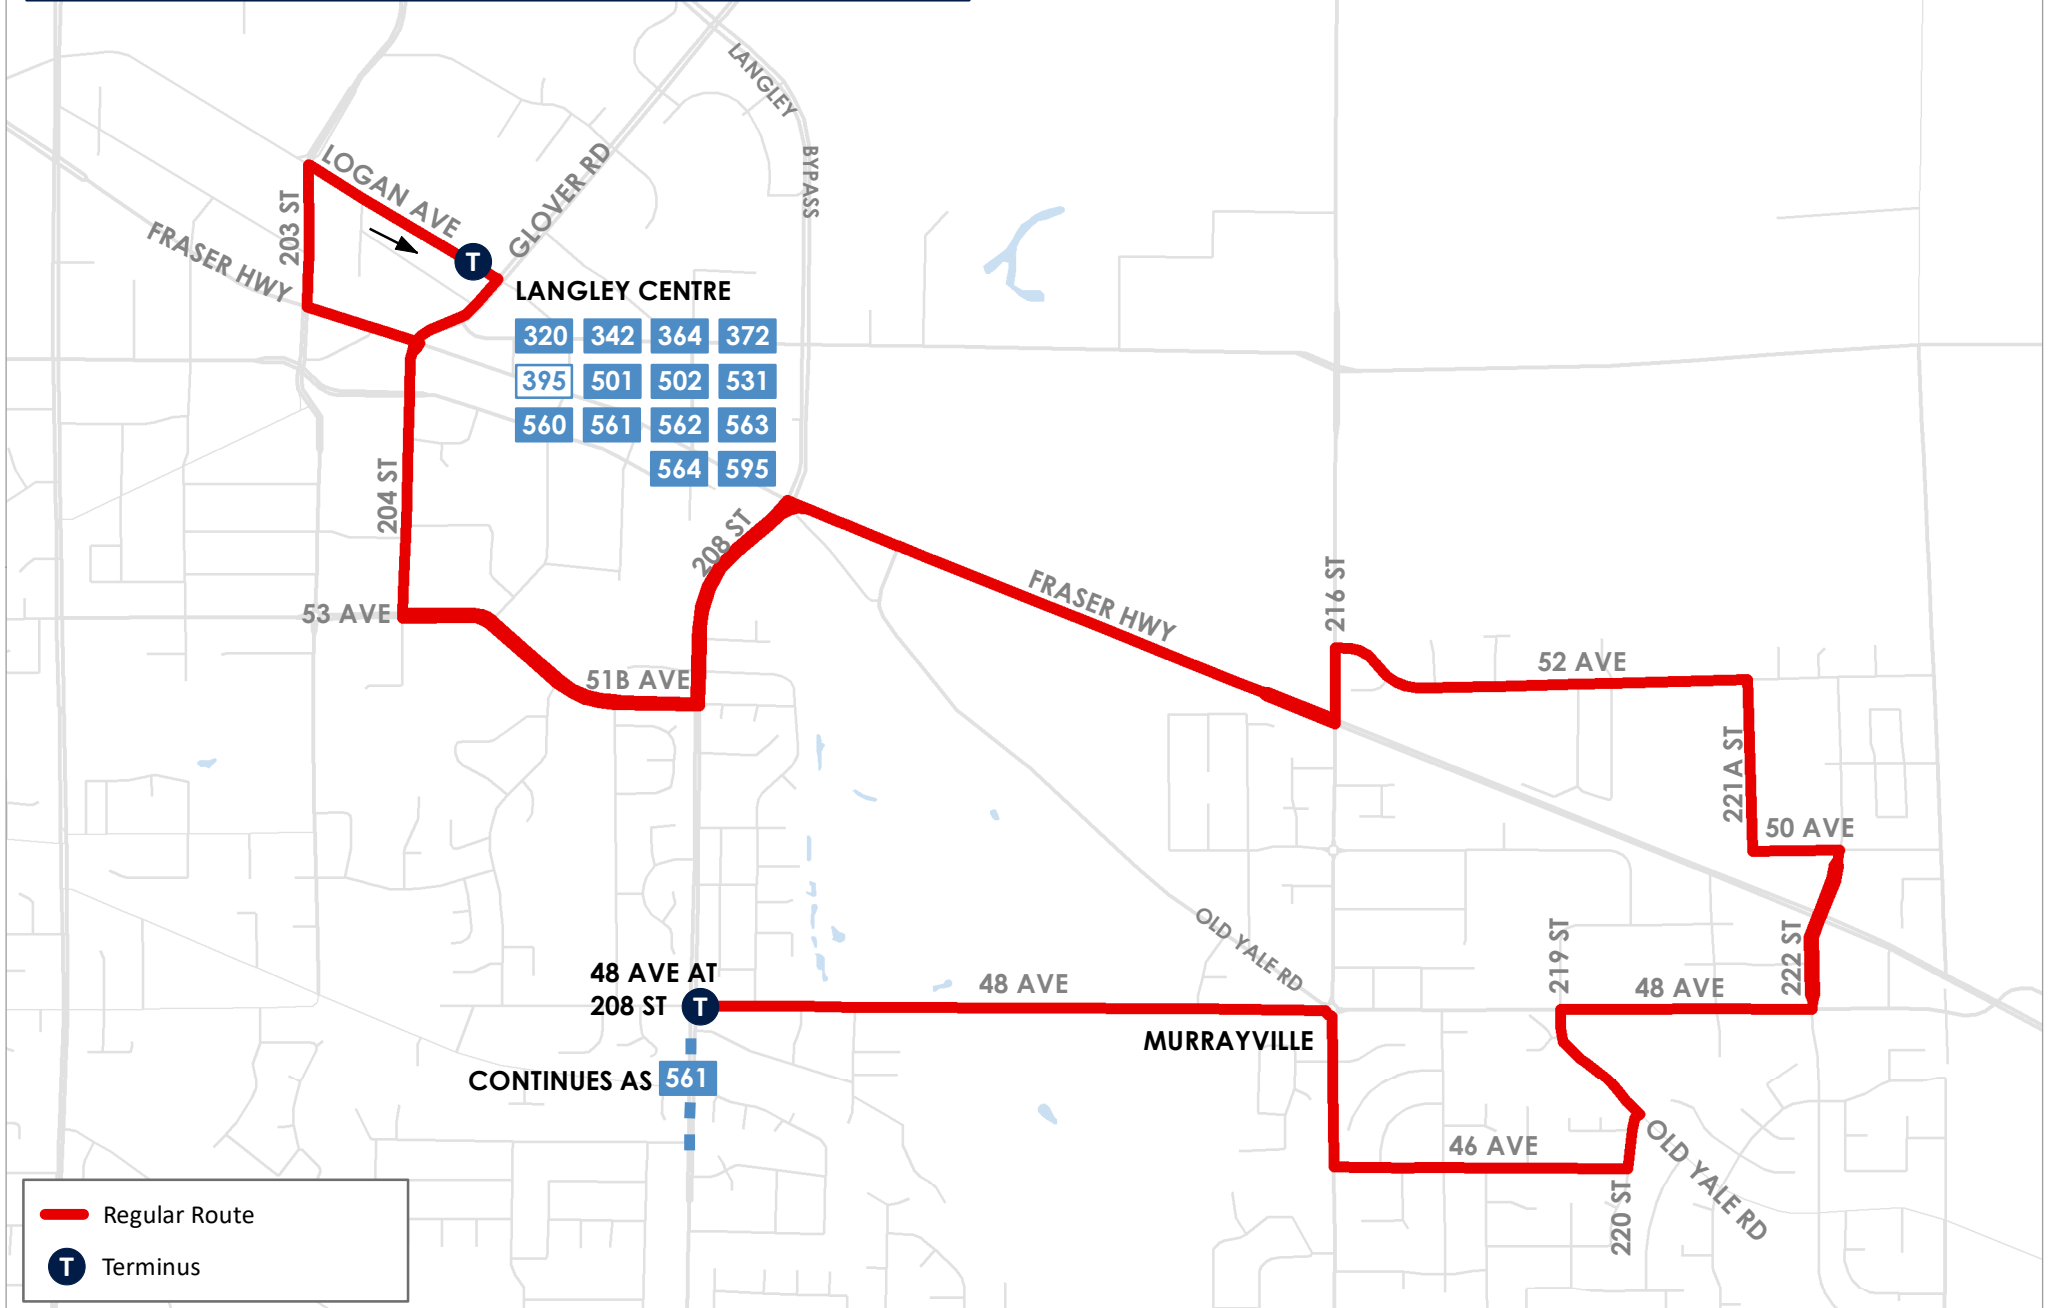 LANGLEY
BYPASS
LOGAN AVE
GLOVER RD
203 ST
FRASER HWY
T
LANGLEY CENTRE
320 342 364 372
395 501 502 531
560 561 562 563
564 595
204 ST
208 ST
53 AVE
51B AVE
FRASER HWY
216 ST
52 AVE
221A ST
50 AVE
OLD YALE RD
219 ST
222 ST
48 AVE AT
208 ST
T
48 AVE
48 AVE
MURRAYVILLE
CONTINUES AS 561
46 AVE
OLD YALE RD
220 ST
Regular Route
T Terminus